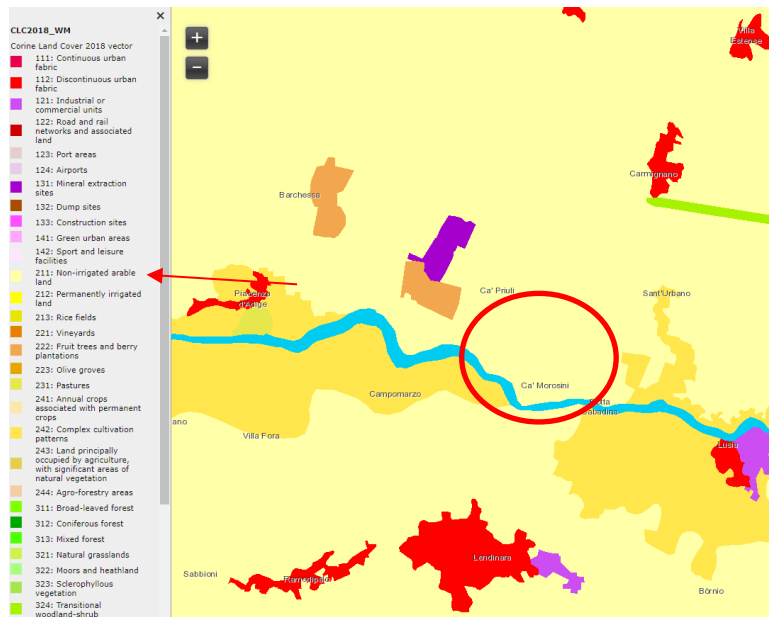 ×
CLC2018_WM
Corine Land Cover 2018 vector
111: Continuous urban
fabric
112: Discontinuous urban
fabric
121: Industrial or
commercial units
122: Road and rail
networks and associated
land
123: Port areas
124: Airports
131: Mineral extraction
sites
132: Dump sites
133: Construction sites
141: Green urban areas
142: Sport and leisure
facilities
211: Non-irrigated arable
land
212: Permanently irrigated
land
213: Rice fields
221: Vineyards
222: Fruit trees and berry
plantations
223: Olive groves
231: Pastures
241: Annual crops
associated with permanent
crops
242: Complex cultivation
patterns
243: Land principally
occupied by agriculture,
with significant areas of
natural vegetation
244: Agro-forestry areas
311: Broad-leaved forest
312: Coniferous forest
313: Mixed forest
321: Natural grasslands
322: Moors and heathland
323: Sclerophyllous
vegetation
324: Transitional
woodland-shrub
+
−
Villa
Estense
Carmignano
Barchessa
Ca' Priuli
Sant'Urbano
Piacenza
d'Adige
Ca' Morosini
Campomarzo
ano
Villa Fora
Lusia
Lendinara
Sabbioni
Bòrnio